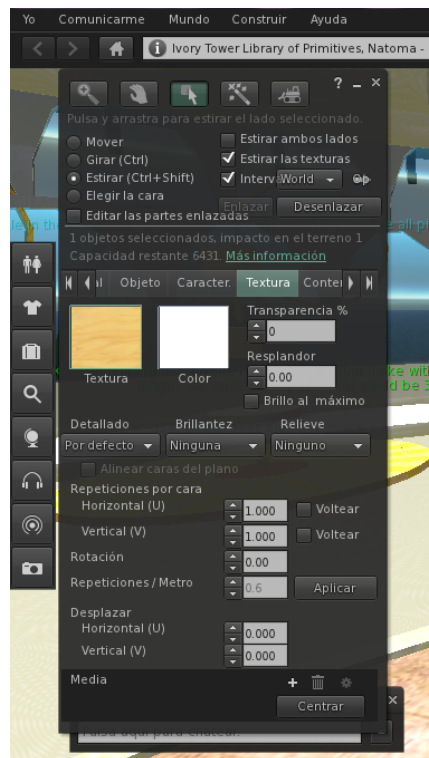 Yo Comunicarme Mundo Construir Ayuda
Ivory Tower Library of Primitives, Natoma -
? _ ×
Pulsa y arrastra para estirar el lado seleccionado.
Mover
Girar (Ctrl)
Estirar (Ctrl+Shift)
Elegir la cara
Editar las partes enlazadas
Estirar ambos lados
Estirar las texturas
Interva World
Enlazar Desenlazar
1 objetos seleccionados, impacto en el terreno 1
Capacidad restante 6431. Más información
Objeto Caracter. Textura Conte
Textura Color
Transparencia %
0
Resplandor
0.00
Brillo al máximo
Detallado Brillantez Relieve
Por defecto Ninguna Ninguno
Alinear caras del plano
Repeticiones por cara
Horizontal (U) 1.000 Voltear
Vertical (V) 1.000 Voltear
Rotación 0.00
Repeticiones / Metro 0.6 Aplicar
Desplazar
Horizontal (U) 0.000
Vertical (V) 0.000
Media +
Centrar
Pulsa aquí para chatear.